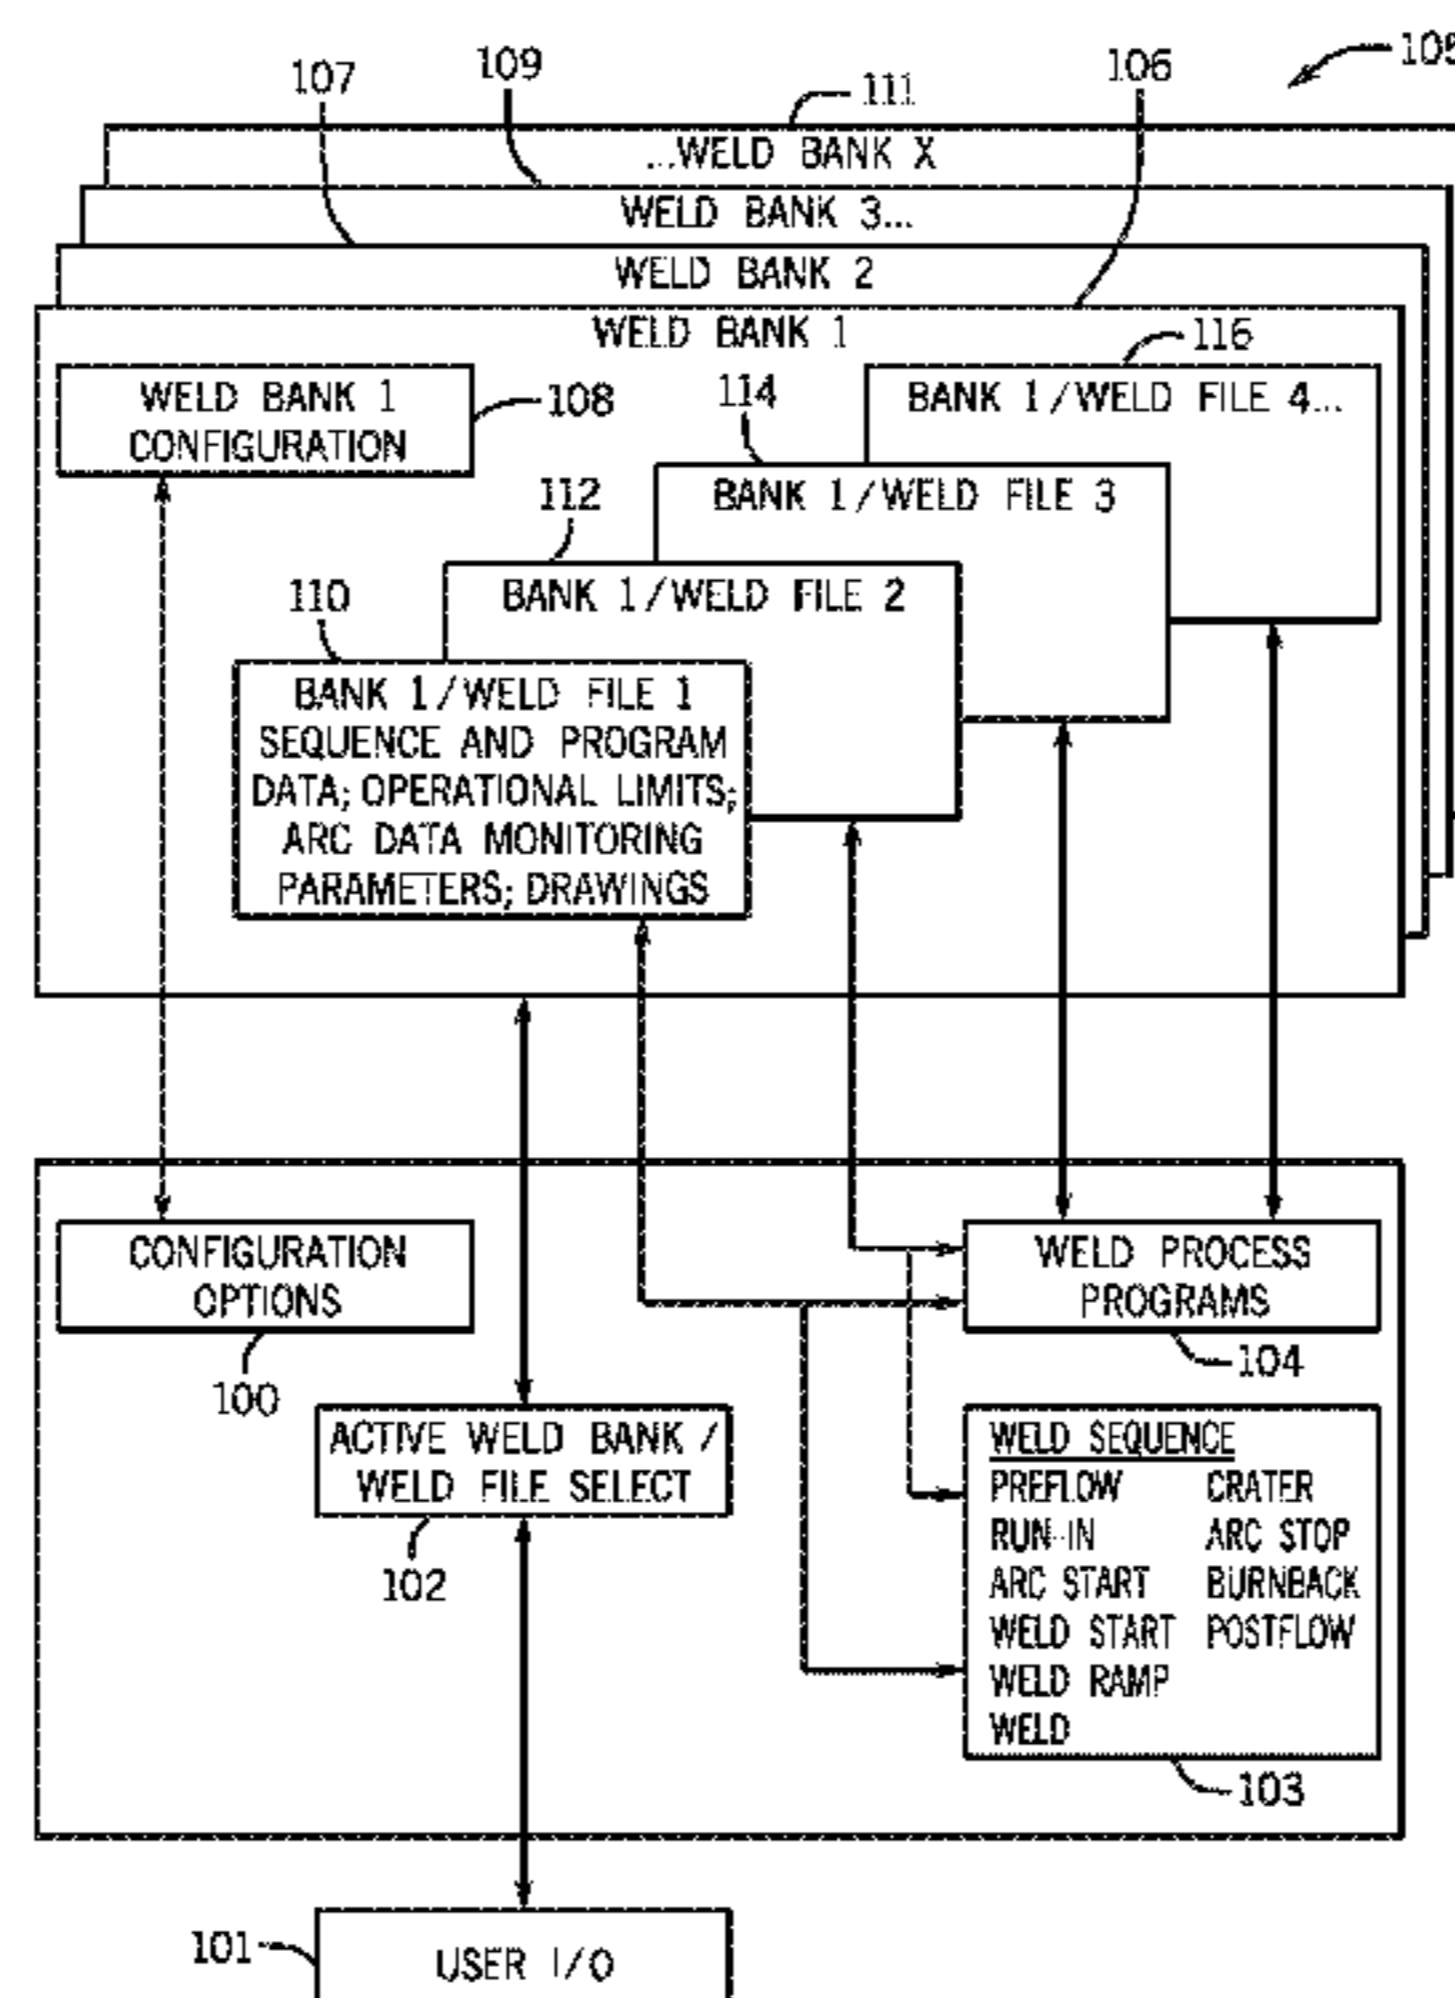 105
107
109
111
106
...WELD BANK X
WELD BANK 3...
WELD BANK 2
WELD BANK 1
116
WELD BANK 1
CONFIGURATION
108
114
BANK 1/WELD FILE 4...
112
BANK 1/WELD FILE 3
110
BANK 1/WELD FILE 2
BANK 1/WELD FILE 1
SEQUENCE AND PROGRAM
DATA; OPERATIONAL LIMITS;
ARC DATA MONITORING
PARAMETERS; DRAWINGS
CONFIGURATION
OPTIONS
100
WELD PROCESS
PROGRAMS
104
ACTIVE WELD BANK /
WELD FILE SELECT
102
WELD SEQUENCE
PREFLOW CRATER
RUN-IN ARC STOP
ARC START BURNBACK
WELD START POSTFLOW
WELD RAMP
WELD
103
101
USER I/O